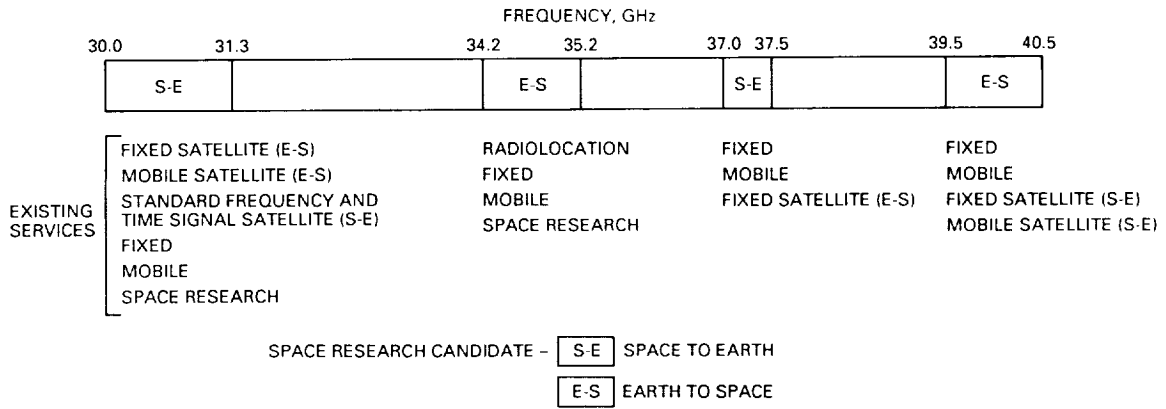 FREQUENCY, GHz
30.0 31.3 34.2 35.2 37.0 37.5 39.5 40.5
S-E E-S S-E E-S
EXISTING SERVICES
FIXED SATELLITE (E-S)
MOBILE SATELLITE (E-S)
STANDARD FREQUENCY AND
TIME SIGNAL SATELLITE (S-E)
FIXED
MOBILE
SPACE RESEARCH
RADIOLOCATION
FIXED
MOBILE
SPACE RESEARCH
FIXED
MOBILE
FIXED SATELLITE (E-S)
FIXED
MOBILE
FIXED SATELLITE (S-E)
MOBILE SATELLITE (S-E)
SPACE RESEARCH CANDIDATE – S-E SPACE TO EARTH
E-S EARTH TO SPACE